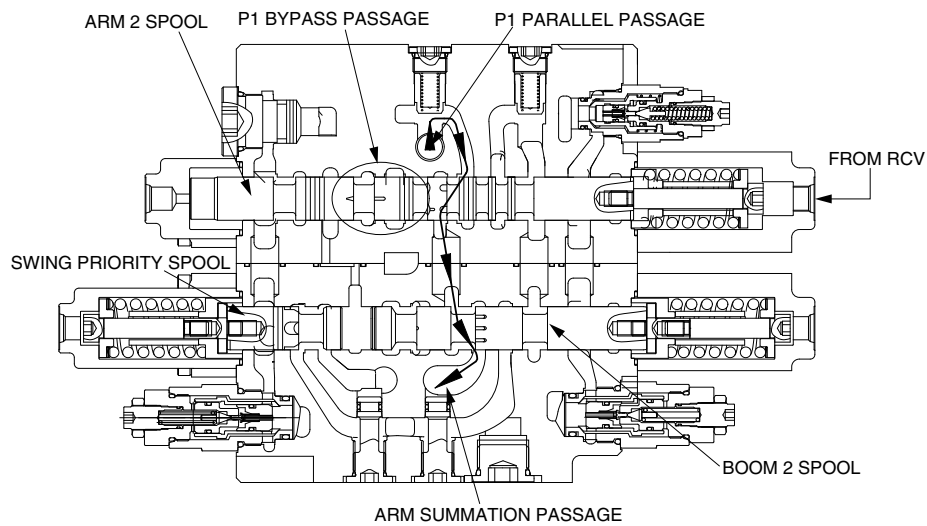 P1 BYPASS PASSAGE
P1 PARALLEL PASSAGE
ARM 2 SPOOL
FROM RCV
SWING PRIORITY SPOOL
BOOM 2 SPOOL
ARM SUMMATION PASSAGE